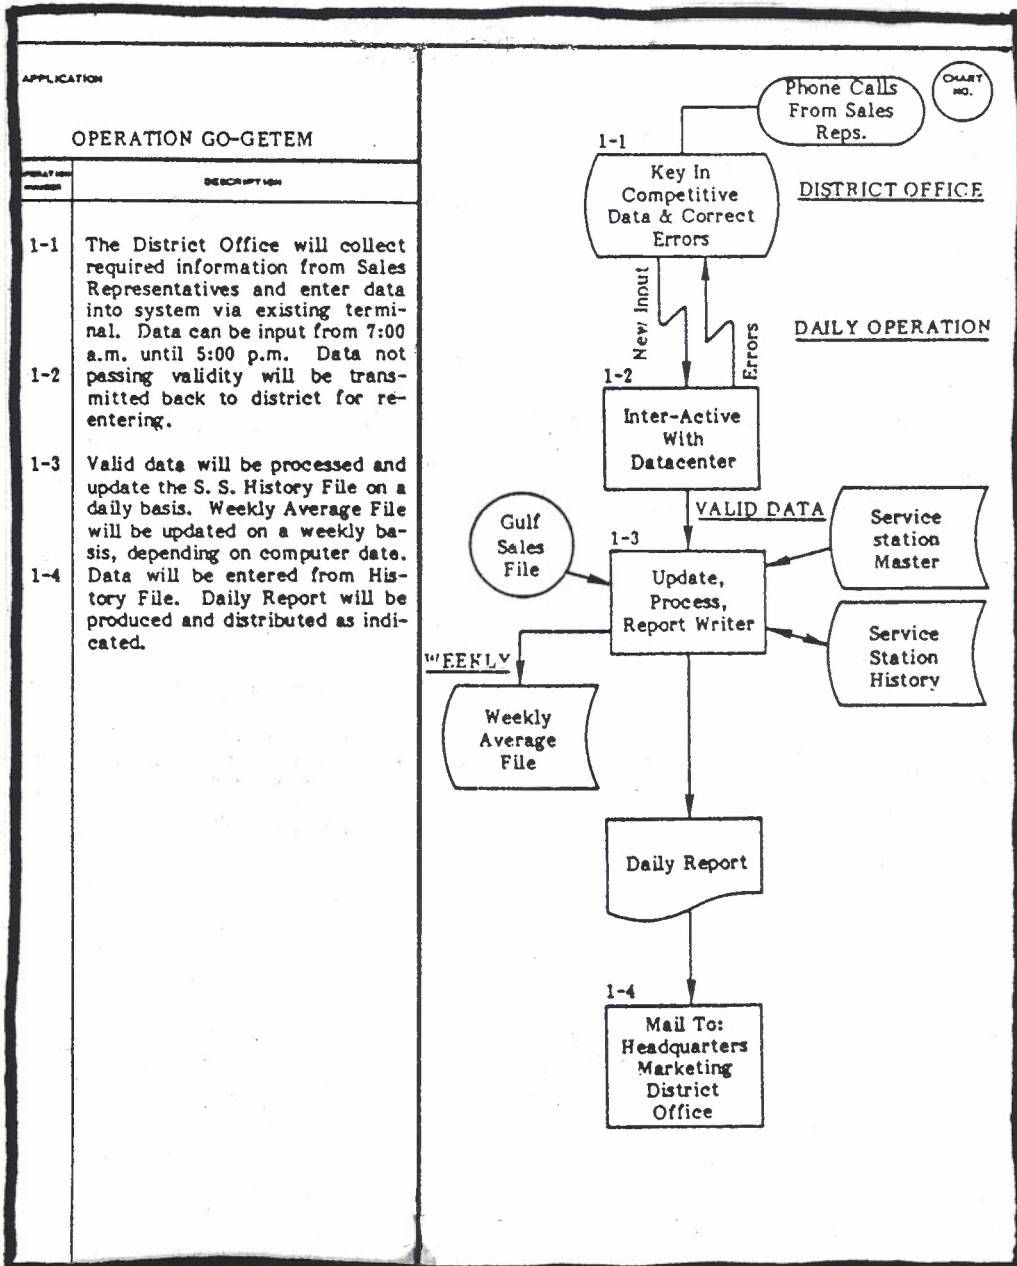 APPLICATION
OPERATION GO-GETEM
OPERATION
NUMBER
DESCRIPTION
1-1
The District Office will collect
required information from Sales
Representatives and enter data
into system via existing termi-
nal. Data can be input from 7:00
a.m. until 5:00 p.m. Data not
1-2
passing validity will be trans-
mitted back to district for re-
entering.
1-3
Valid data will be processed and
update the S. S. History File on a
daily basis. Weekly Average File
will be updated on a weekly ba-
sis, depending on computer date.
1-4
Data will be entered from His-
tory File. Daily Report will be
produced and distributed as indi-
cated.
CHART
NO.
Phone Calls
From Sales
Reps.
1-1
Key In
Competitive
Data & Correct
Errors
DISTRICT OFFICE
New Input
Errors
DAILY OPERATION
1-2
Inter-Active
With
Datacenter
VALID DATA
Gulf
Sales
File
1-3
Update,
Process,
Report Writer
Service
station
Master
Service
Station
History
WEEKLY
Weekly
Average
File
Daily Report
1-4
Mail To:
Headquarters
Marketing
District
Office